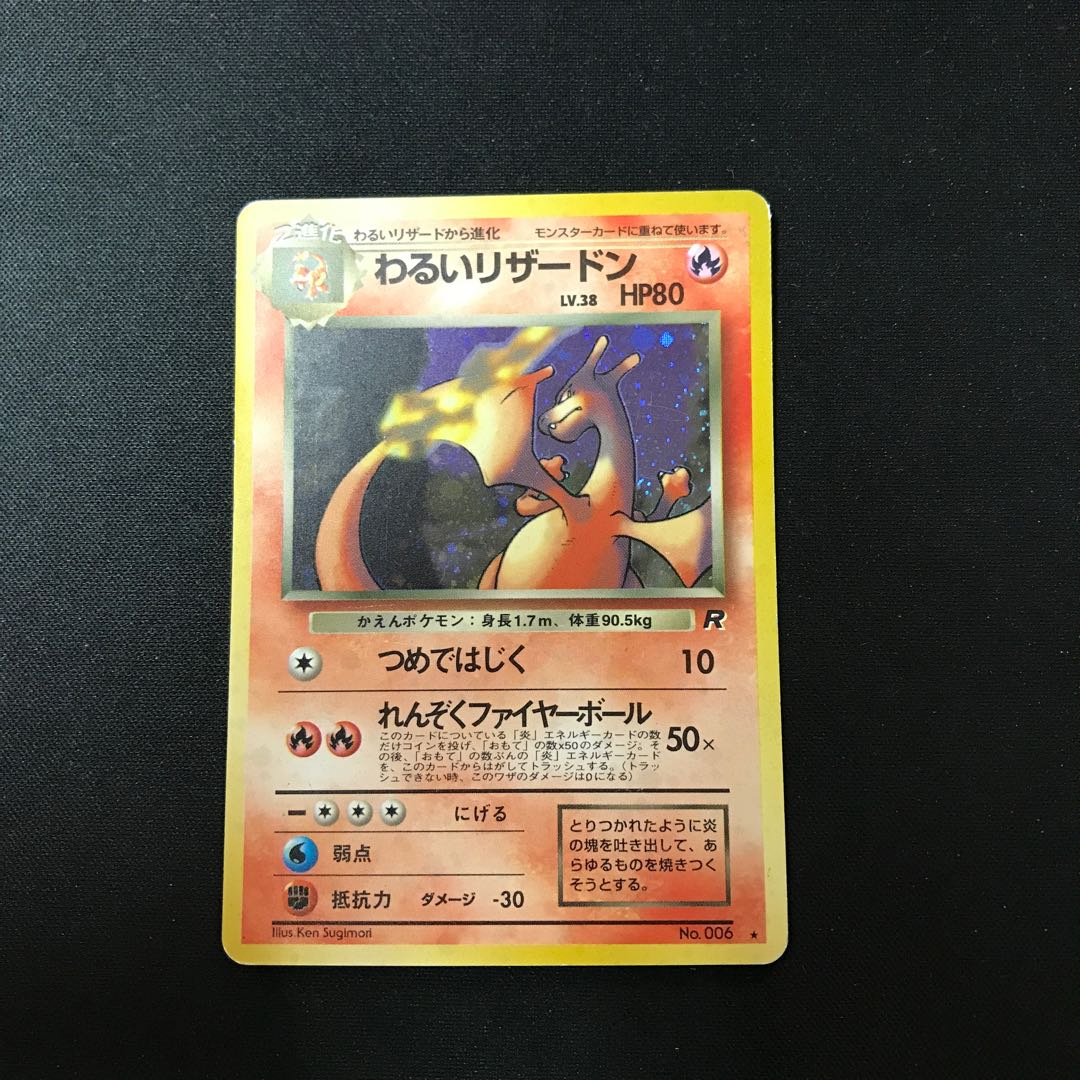 2進化 わるいリザードから進化 モンスターカードに重ねて使います。
わるいリザードン
LV.38 HP80
かえんポケモン：身長1.7m、体重90.5kg R
つめではじく 10
れんぞくファイヤーボール
このカードについている「炎」エネルギーカードの数
だけコインを投げ、「おもて」の数×50のダメージ。そ
の後、「おもて」の数ぶんの「炎」エネルギーカード
を、このカードからはがしてトラッシュする。（トラッ
シュできない時、このワザのダメージは0になる）
50×
ー にげる
弱点
抵抗力 ダメージ -30
とりつかれたように炎
の塊を吐き出して、あ
らゆるものを焼きつく
そうとする。
Illus.Ken Sugimori No.006 ★